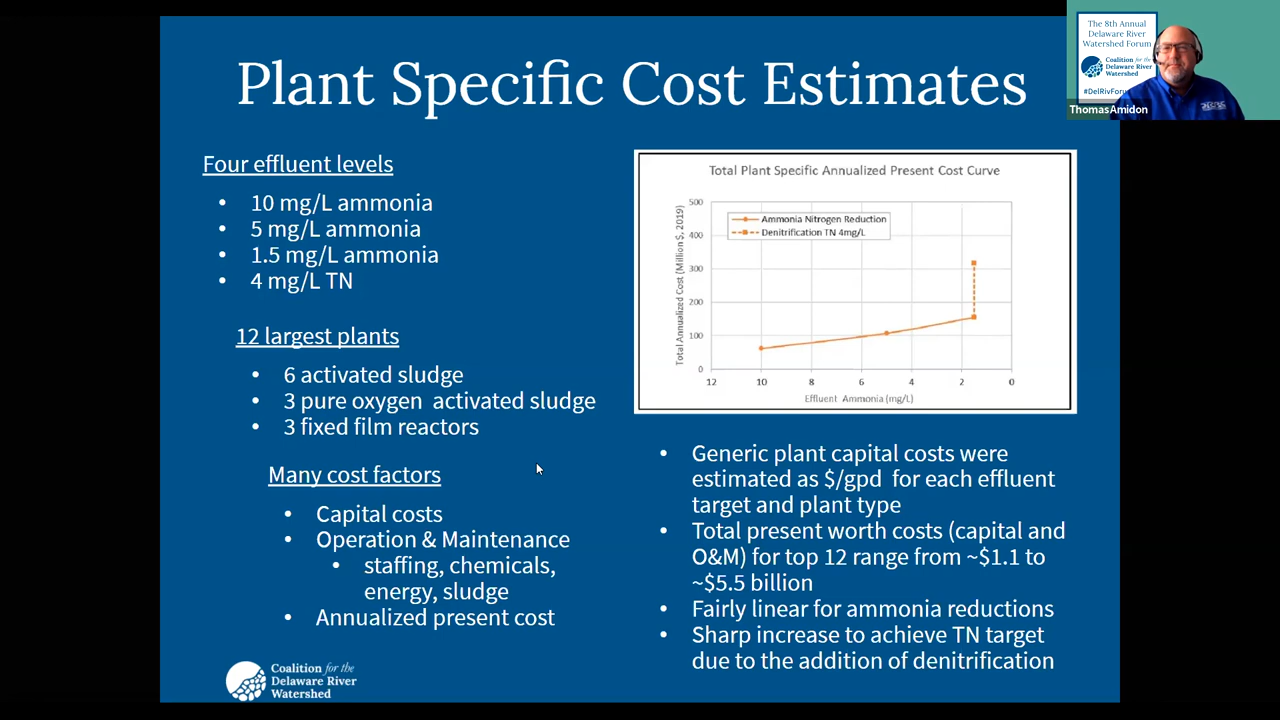 Plant Specific Cost Estimates
Four effluent levels
• 10 mg/L ammonia
• 5 mg/L ammonia
• 1.5 mg/L ammonia
• 4 mg/L TN
12 largest plants
• 6 activated sludge
• 3 pure oxygen activated sludge
• 3 fixed film reactors
Many cost factors
• Capital costs
• Operation & Maintenance
• staffing, chemicals,
energy, sludge
• Annualized present cost
Coalition for the
Delaware River
Watershed
Total Plant Specific Annualized Present Cost Curve
Total Annualized Cost (Million $, 2019)
500
400
300
200
100
0
Ammonia Nitrogen Reduction
Denitrification TN 4mg/L
12 10 8 6 4 2 0
Effluent Ammonia (mg/L)
• Generic plant capital costs were
estimated as $/gpd for each effluent
target and plant type
• Total present worth costs (capital and
O&M) for top 12 range from ~$1.1 to
~$5.5 billion
• Fairly linear for ammonia reductions
• Sharp increase to achieve TN target
due to the addition of denitrification
The 8th Annual
Delaware River
Watershed Forum
Coalition for the
Delaware River
Watershed
#DelRivForu
Thomas Amidon